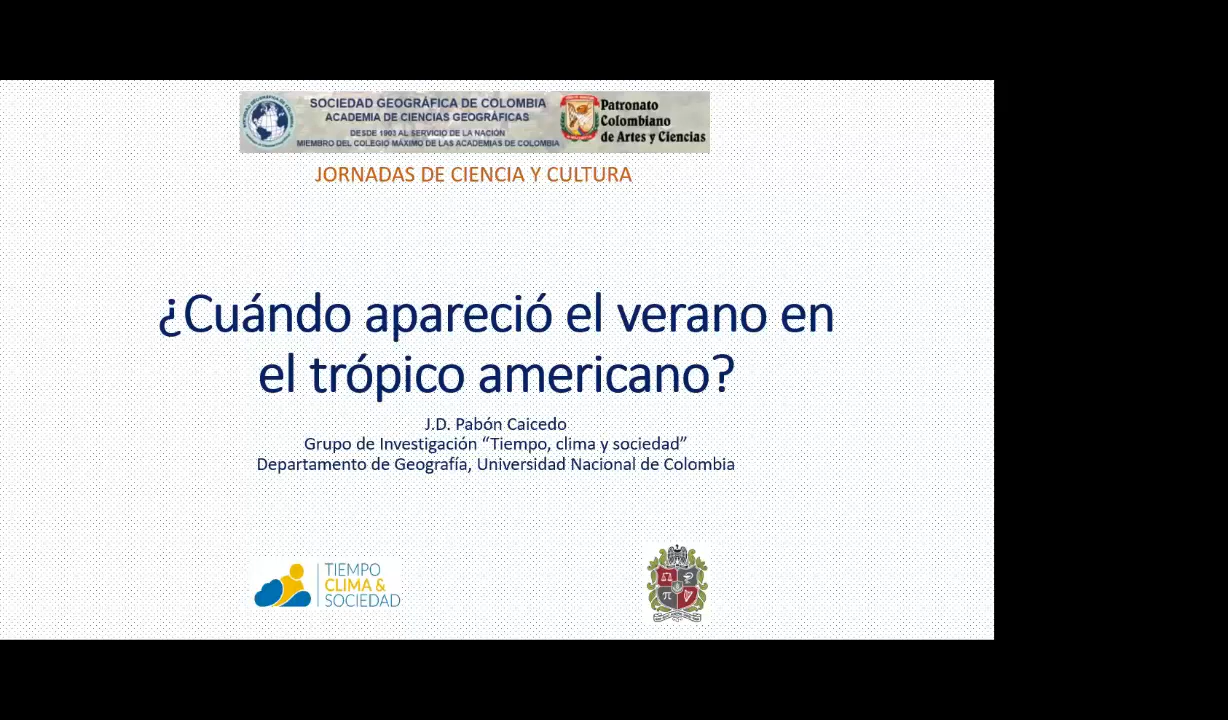 SOCIEDAD GEOGRÁFICA DE COLOMBIA
ACADEMIA DE CIENCIAS GEOGRÁFICAS
DESDE 1903 AL SERVICIO DE LA NACIÓN
MIEMBRO DEL COLEGIO MÁXIMO DE LAS ACADEMIAS DE COLOMBIA
Patronato
Colombiano
de Artes y Ciencias
JORNADAS DE CIENCIA Y CULTURA
¿Cuándo apareció el verano en
el trópico americano?
J.D. Pabón Caicedo
Grupo de Investigación “Tiempo, clima y sociedad”
Departamento de Geografía, Universidad Nacional de Colombia
TIEMPO
CLIMA &
SOCIEDAD